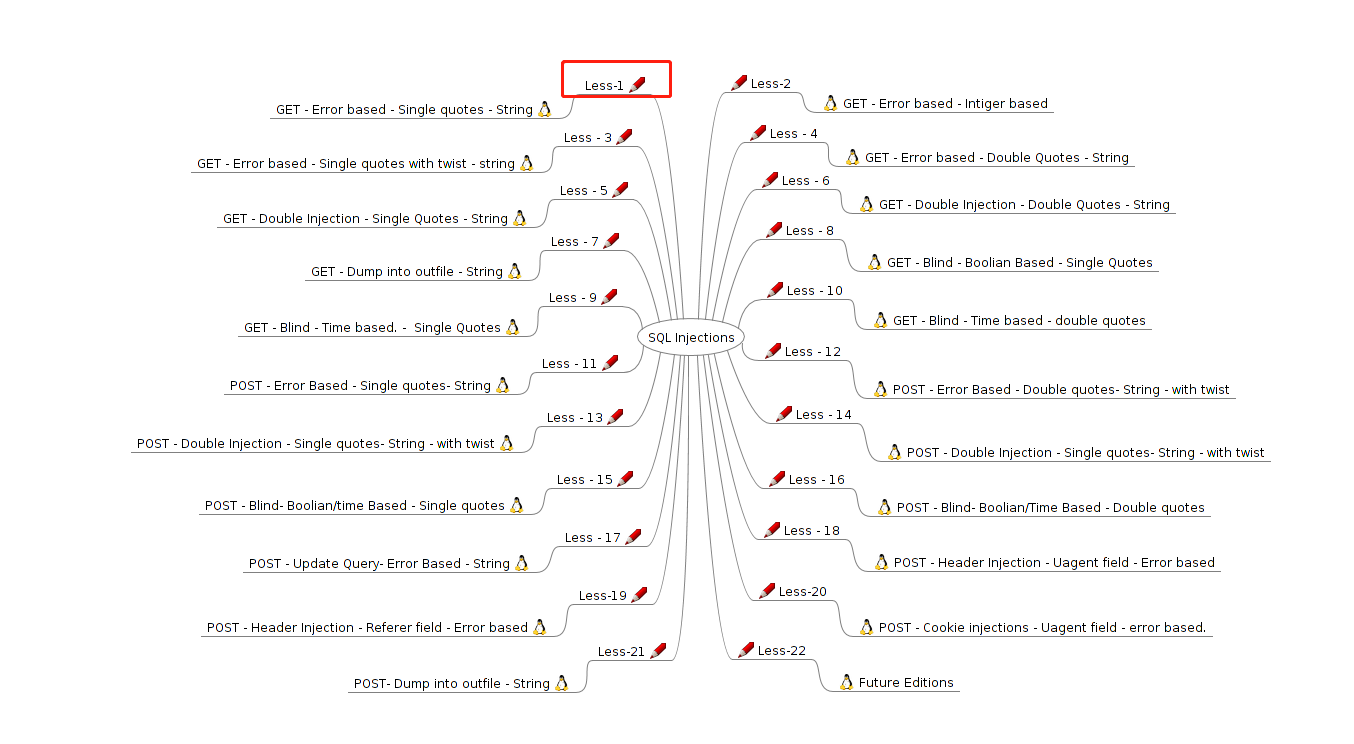 Less-1
GET - Error based - Single quotes - String
Less - 3
GET - Error based - Single quotes with twist - string
Less - 5
GET - Double Injection - Single Quotes - String
Less - 7
GET - Dump into outfile - String
Less - 9
GET - Blind - Time based. -  Single Quotes
Less - 11
POST - Error Based - Single quotes- String
Less - 13
POST - Double Injection - Single quotes- String - with twist
Less - 15
POST - Blind- Boolian/time Based - Single quotes
Less - 17
POST - Update Query- Error Based - String
Less-19
POST - Header Injection - Referer field - Error based
Less-21
POST- Dump into outfile - String
SQL Injections
Less-2
GET - Error based - Intiger based
Less - 4
GET - Error based - Double Quotes - String
Less - 6
GET - Double Injection - Double Quotes - String
Less - 8
GET - Blind - Boolian Based - Single Quotes
Less - 10
GET - Blind - Time based - double quotes
Less - 12
POST - Error Based - Double quotes- String - with twist
Less - 14
POST - Double Injection - Single quotes- String - with twist
Less - 16
POST - Blind- Boolian/Time Based - Double quotes
Less - 18
POST - Header Injection - Uagent field - Error based
Less-20
POST - Cookie injections - Uagent field - error based.
Less-22
Future Editions